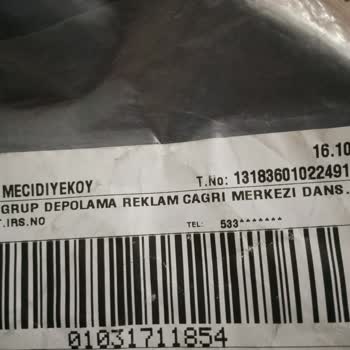 16.10
MECIDIYEKOY T.No: 13183601022491
GRUP DEPOLAMA REKLAM CAGRI MERKEZI DANS.
T.IRS.NO TEL: 533*******
01031711854